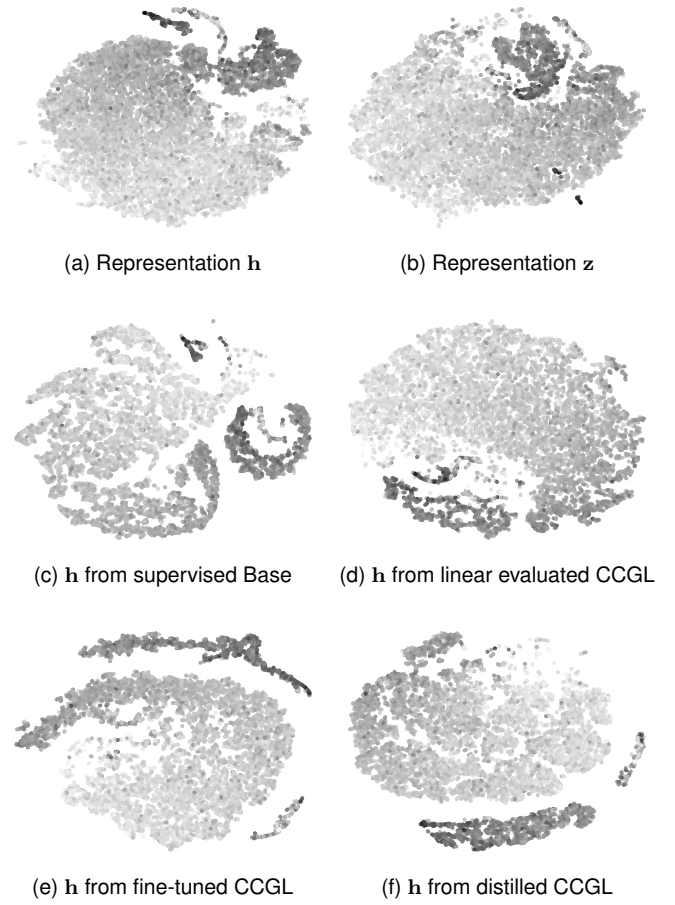 (a) Representation h
(b) Representation z
(c) h from supervised Base
(d) h from linear evaluated CCGL
(e) h from fine-tuned CCGL
(f) h from distilled CCGL